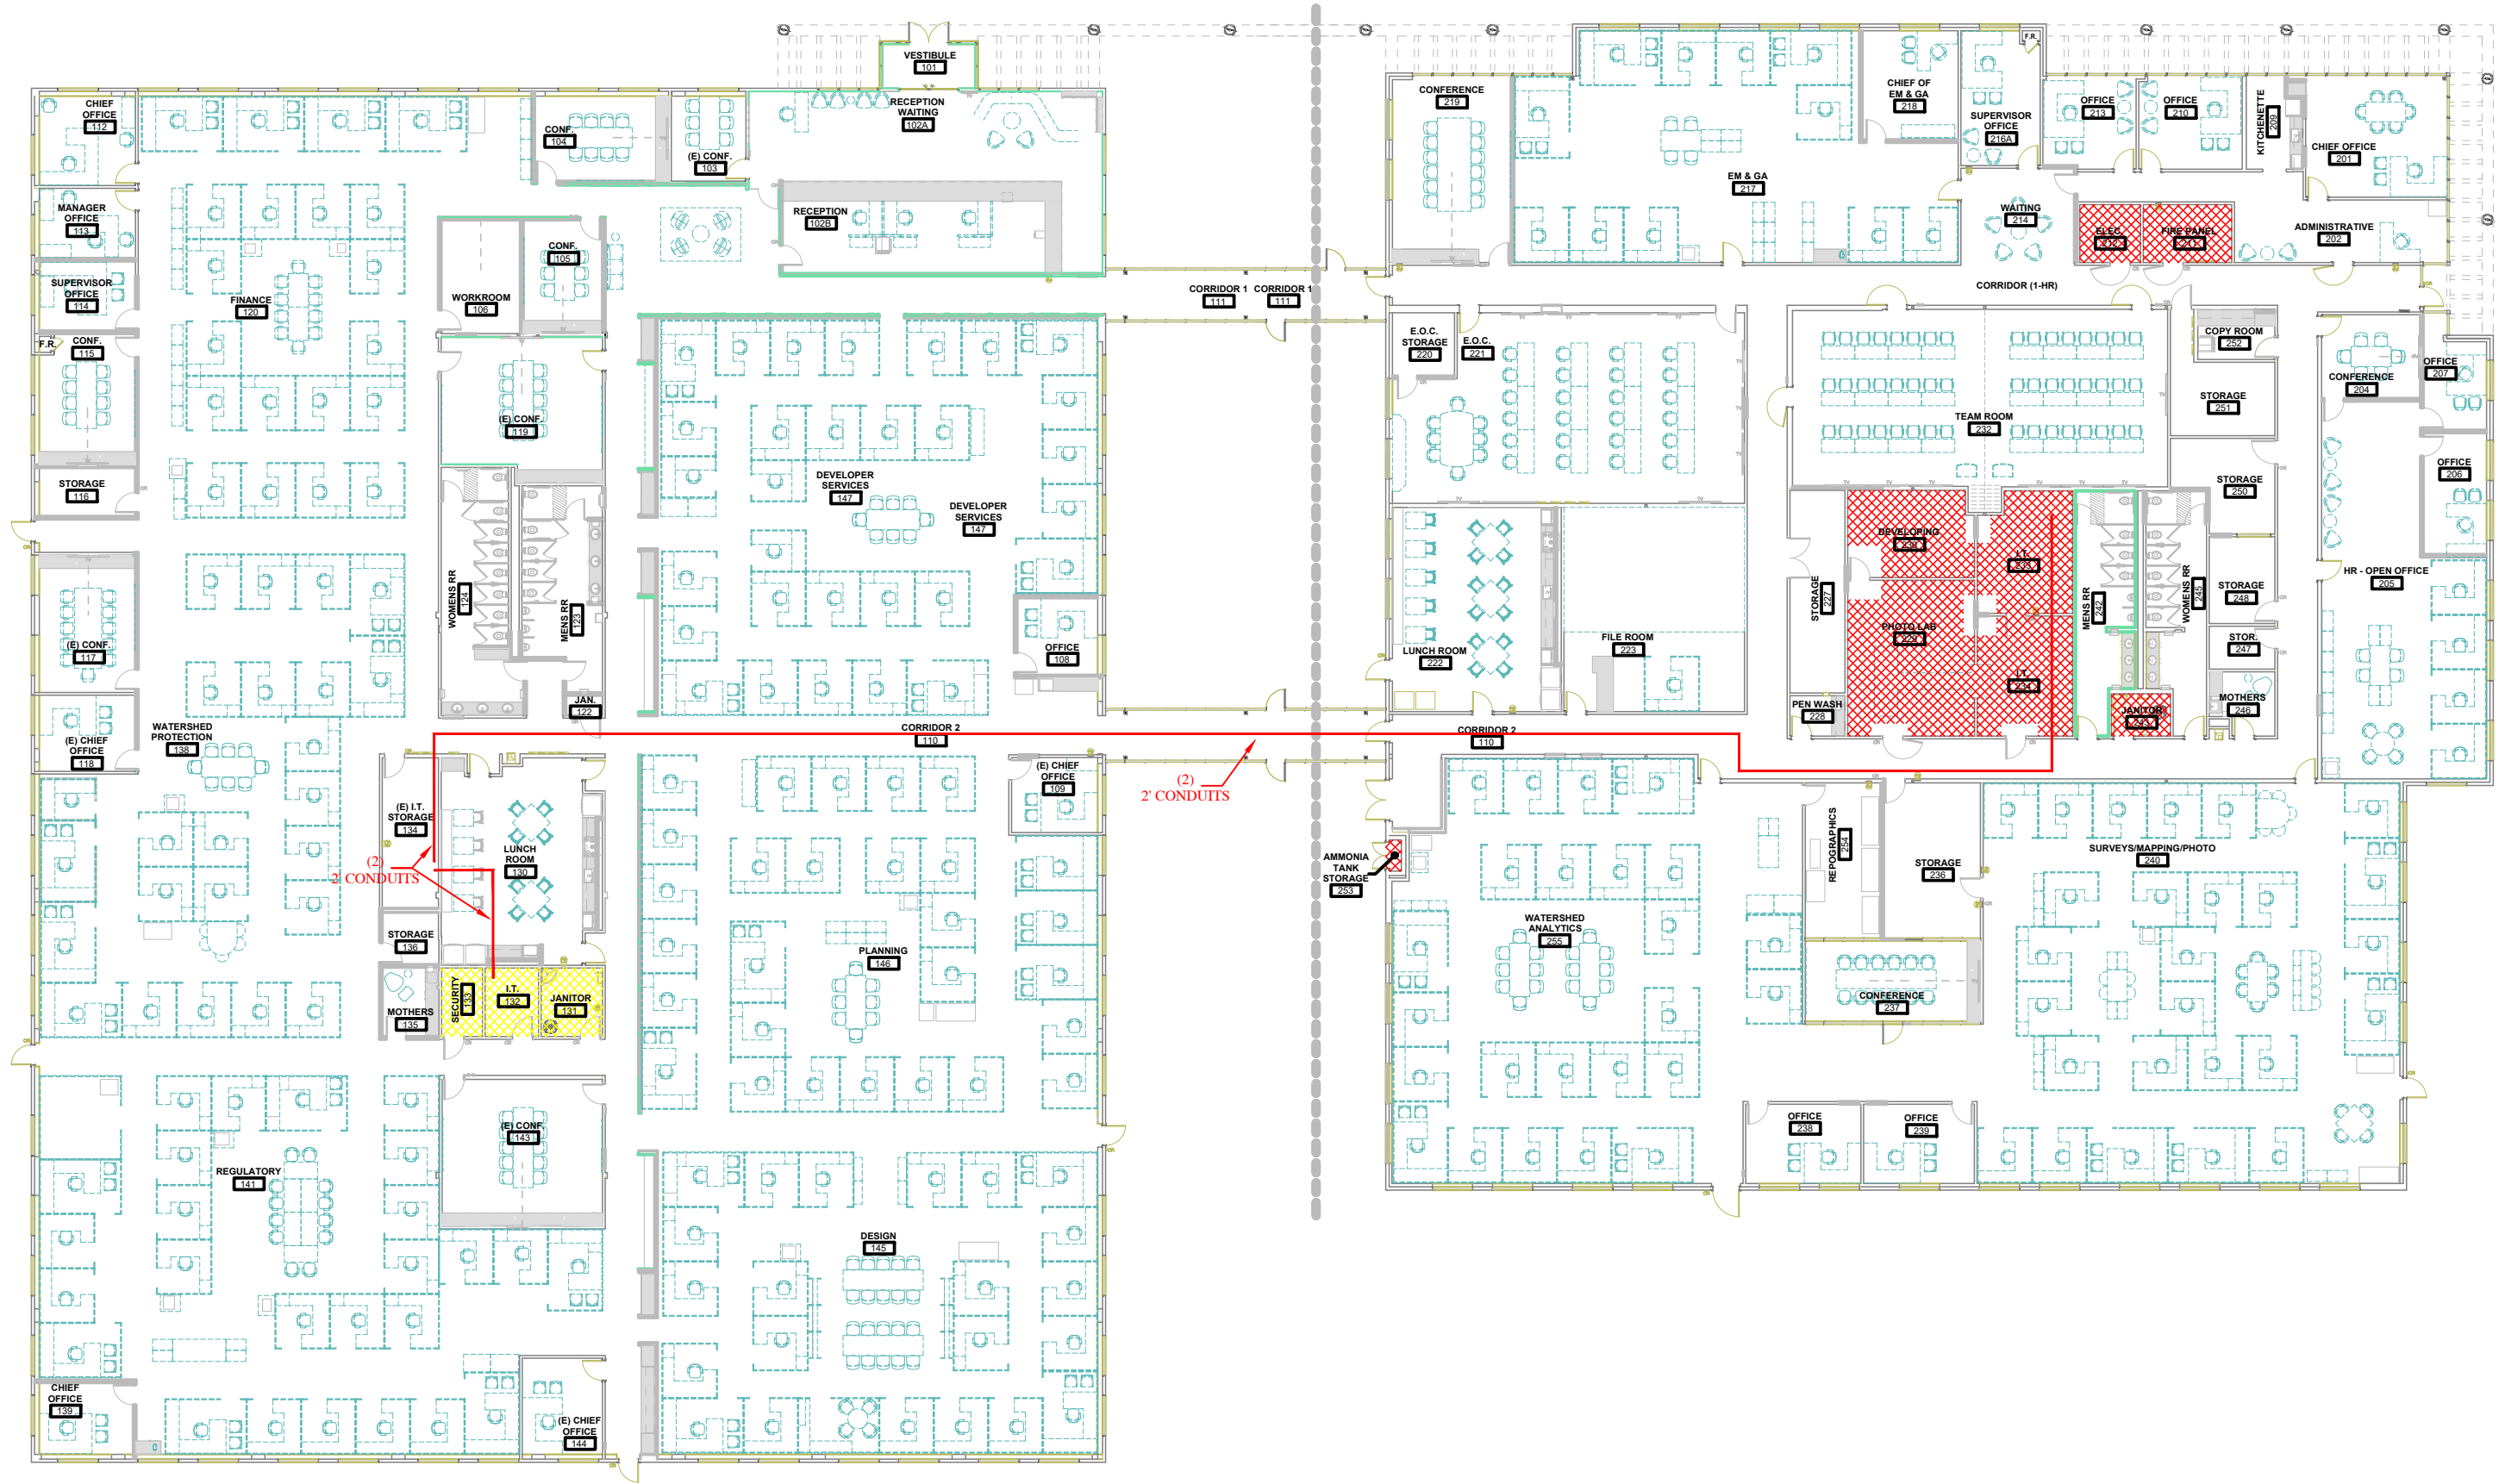 VESTIBULE
101
CHIEF
OFFICE
112
CONF.
104
(E) CONF.
103
RECEPTION
WAITING
102A
MANAGER
OFFICE
113
RECEPTION
102B
CONF.
105
WORKROOM
106
SUPERVISOR
OFFICE
114
FINANCE
120
CORRIDOR 1
111
CORRIDOR 1
111
F.R.
CONF.
115
(E) CONF.
119
STORAGE
116
DEVELOPER
SERVICES
147
DEVELOPER
SERVICES
147
WOMENS RR
124
MENS RR
123
(E) CONF.
117
OFFICE
108
JAN.
122
(E) CHIEF
OFFICE
118
WATERSHED
PROTECTION
138
CORRIDOR 2
110
(E) CHIEF
OFFICE
109
(2)
2' CONDUITS
(E) I.T.
STORAGE
134
LUNCH
ROOM
130
(2)
2' CONDUITS
STORAGE
136
PLANNING
146
MOTHERS
135
SECURITY
133
I.T.
132
JANITOR
131
(E) CONF.
143
REGULATORY
141
DESIGN
145
CHIEF
OFFICE
139
(E) CHIEF
OFFICE
144
F.R.
CONFERENCE
219
CHIEF OF
EM & GA
218
SUPERVISOR
OFFICE
216A
OFFICE
213
OFFICE
210
KITCHENETTE
209
CHIEF OFFICE
201
EM & GA
217
WAITING
214
ELEC.
212
FIRE PANEL
211
ADMINISTRATIVE
202
CORRIDOR (1-HR)
E.O.C.
STORAGE
220
E.O.C.
221
COPY ROOM
252
CONFERENCE
204
OFFICE
207
STORAGE
251
TEAM ROOM
232
STORAGE
250
OFFICE
206
DEVELOPING
230
I.T.
233
STORAGE
227
PHOTO LAB
229
MENS RR
242
WOMENS RR
245
STORAGE
248
HR - OPEN OFFICE
205
LUNCH ROOM
222
FILE ROOM
223
STOR.
247
I.T.
234
PEN WASH
228
JANITOR
243
MOTHERS
246
CORRIDOR 2
110
AMMONIA
TANK
STORAGE
253
REPOGRAPHICS
254
STORAGE
236
SURVEYS/MAPPING/PHOTO
240
WATERSHED
ANALYTICS
255
CONFERENCE
237
OFFICE
238
OFFICE
239